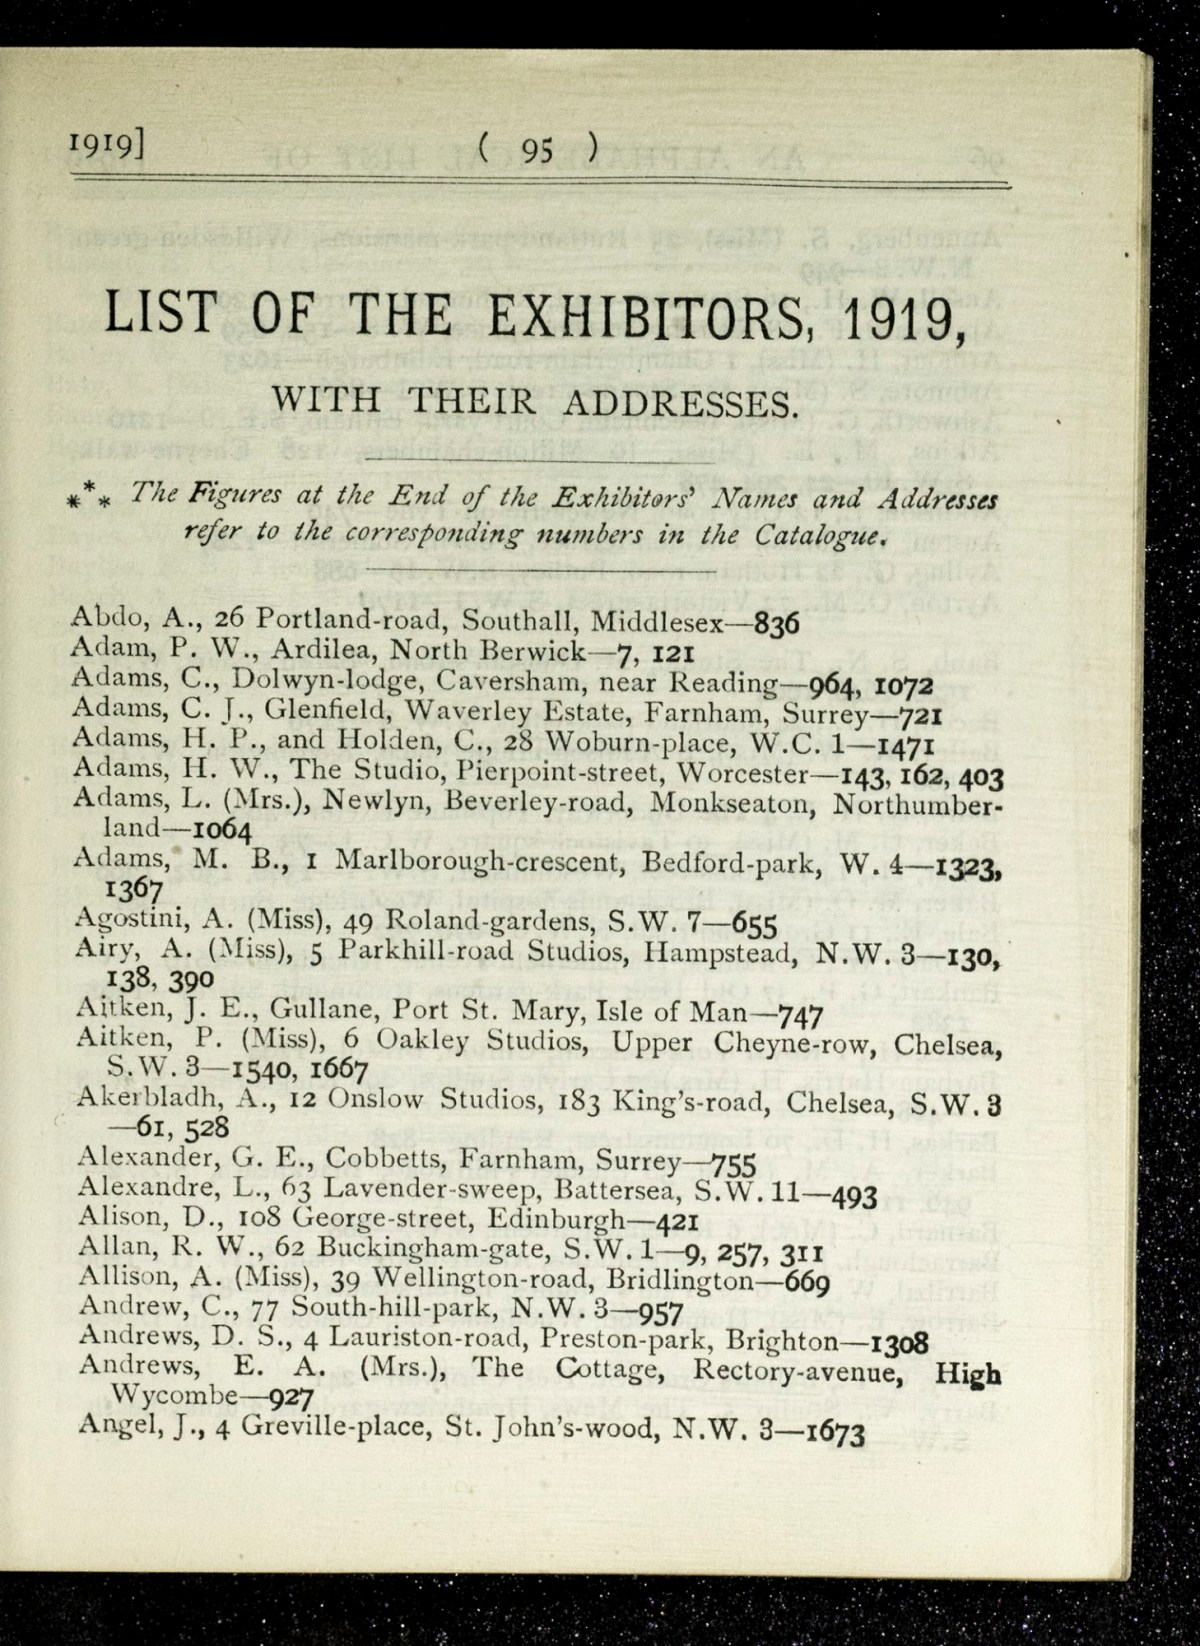 1919] ( 95 )
LIST OF THE EXHIBITORS, 1919,
WITH THEIR ADDRESSES.
*** The Figures at the End of the Exhibitors' Names and Addresses
refer to the corresponding numbers in the Catalogue.
Abdo, A., 26 Portland-road, Southall, Middlesex—836
Adam, P. W., Ardilea, North Berwick—7, 121
Adams, C., Dolwyn-lodge, Caversham, near Reading—964, 1072
Adams, C. J., Glenfield, Waverley Estate, Farnham, Surrey—721
Adams, H. P., and Holden, C., 28 Woburn-place, W.C. 1—1471
Adams, H. W., The Studio, Pierpoint-street, Worcester—143, 162, 403
Adams, L. (Mrs.), Newlyn, Beverley-road, Monkseaton, Northumber-
land—1064
Adams, M. B., 1 Marlborough-crescent, Bedford-park, W. 4—1323,
1367
Agostini, A. (Miss), 49 Roland-gardens, S.W. 7—655
Airy, A. (Miss), 5 Parkhill-road Studios, Hampstead, N.W. 3—130,
138, 390
Aitken, J. E., Gullane, Port St. Mary, Isle of Man—747
Aitken, P. (Miss), 6 Oakley Studios, Upper Cheyne-row, Chelsea,
S.W. 3—1540, 1667
Akerbladh, A., 12 Onslow Studios, 183 King's-road, Chelsea, S.W. 3
—61, 528
Alexander, G. E., Cobbetts, Farnham, Surrey—755
Alexandre, L., 63 Lavender-sweep, Battersea, S.W. 11—493
Alison, D., 108 George-street, Edinburgh—421
Allan, R. W., 62 Buckingham-gate, S.W. 1—9, 257, 311
Allison, A. (Miss), 39 Wellington-road, Bridlington—669
Andrew, C., 77 South-hill-park, N.W. 3—957
Andrews, D. S., 4 Lauriston-road, Preston-park, Brighton—1308
Andrews, E. A. (Mrs.), The Cottage, Rectory-avenue, High
Wycombe—927
Angel, J., 4 Greville-place, St. John's-wood, N.W. 3—1673